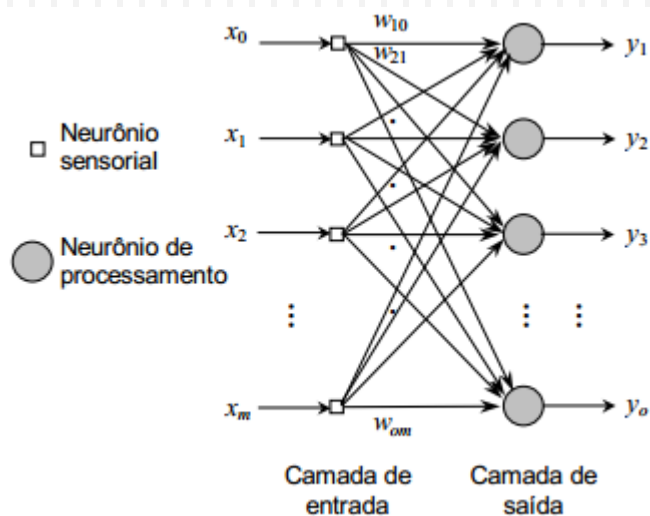 x₀
w₁₀
y₁
w₂₁
Neurônio
sensorial
x₁
y₂
x₂
y₃
Neurônio de
processamento
⋮
⋮ ⋮
xₘ
wₒₘ
yₒ
Camada de
entrada
Camada de
saída